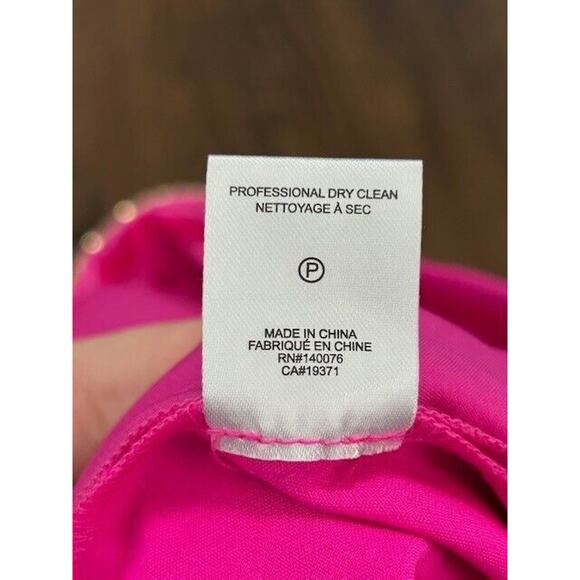 PROFESSIONAL DRY CLEAN
NETTOYAGE À SEC
P
MADE IN CHINA
FABRIQUÉ EN CHINE
RN#140076
CA#19371